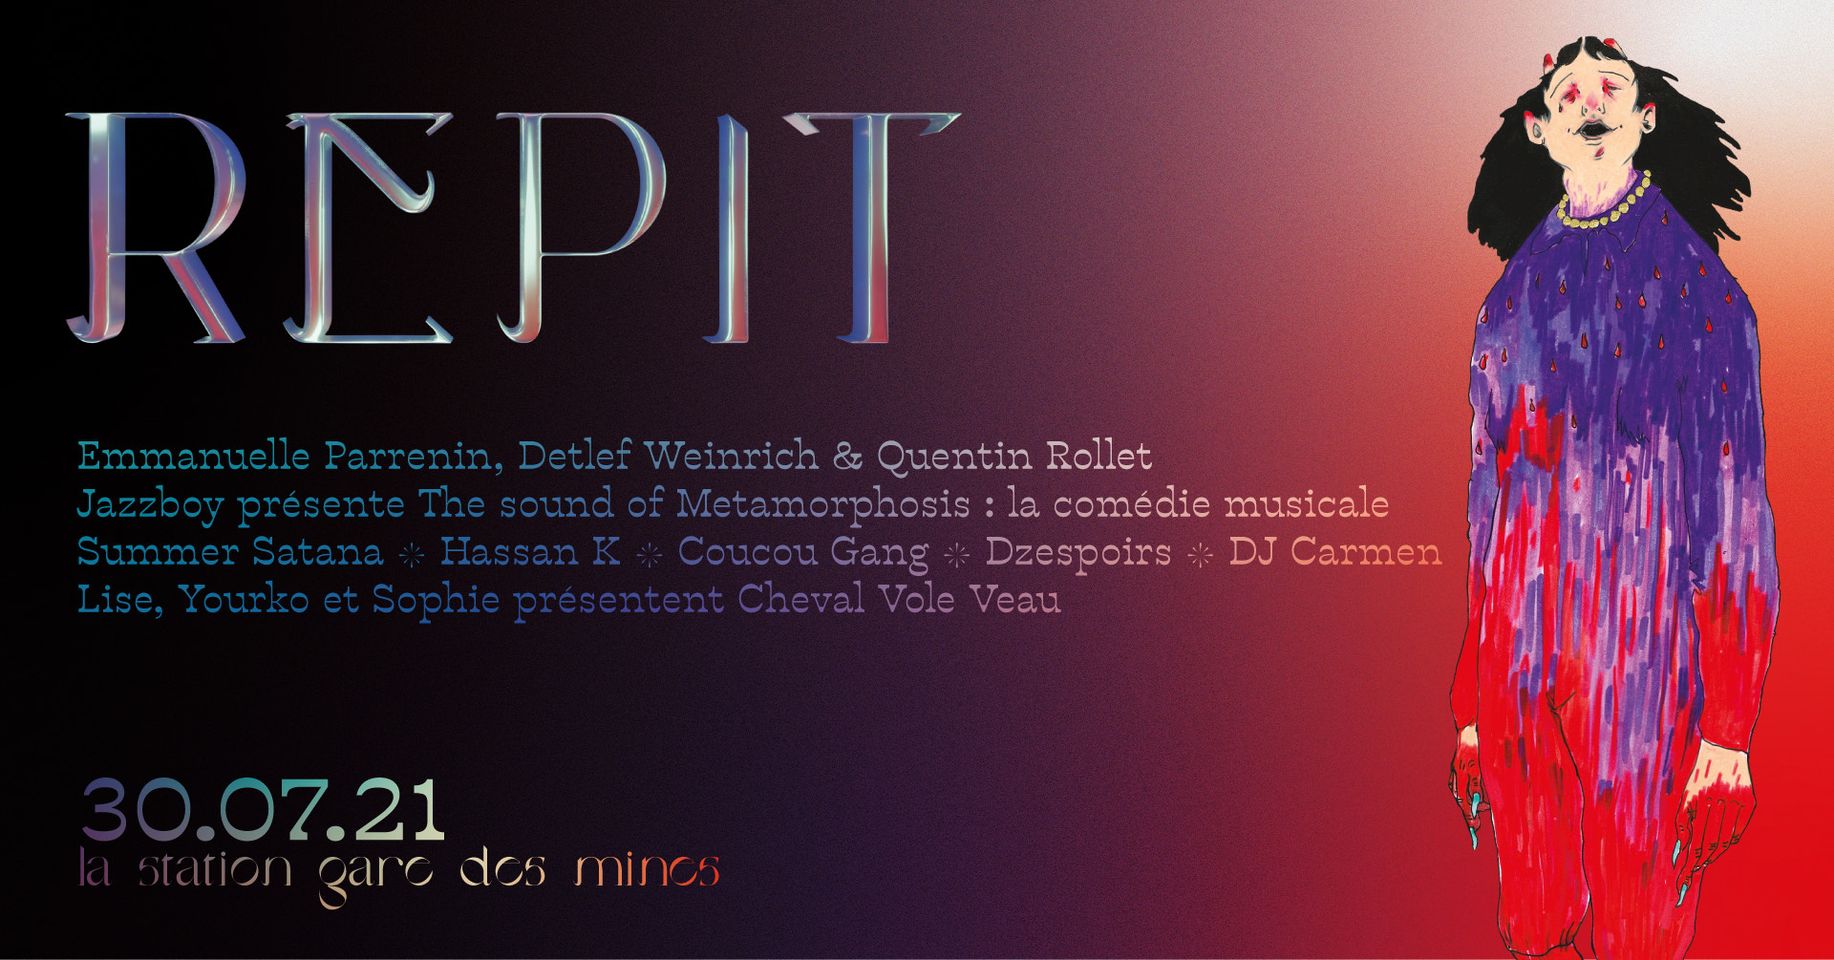 REPIT
Emmanuelle Parrenin, Detlef Weinrich & Quentin Rollet
Jazzboy présente The sound of Metamorphosis : la comédie musicale
Summer Satana ✳ Hassan K ✳ Coucou Gang ✳ Dzespoirs ✳ DJ Carmen
Lise, Yourko et Sophie présentent Cheval Vole Veau
30.07.21
la station gare des mines